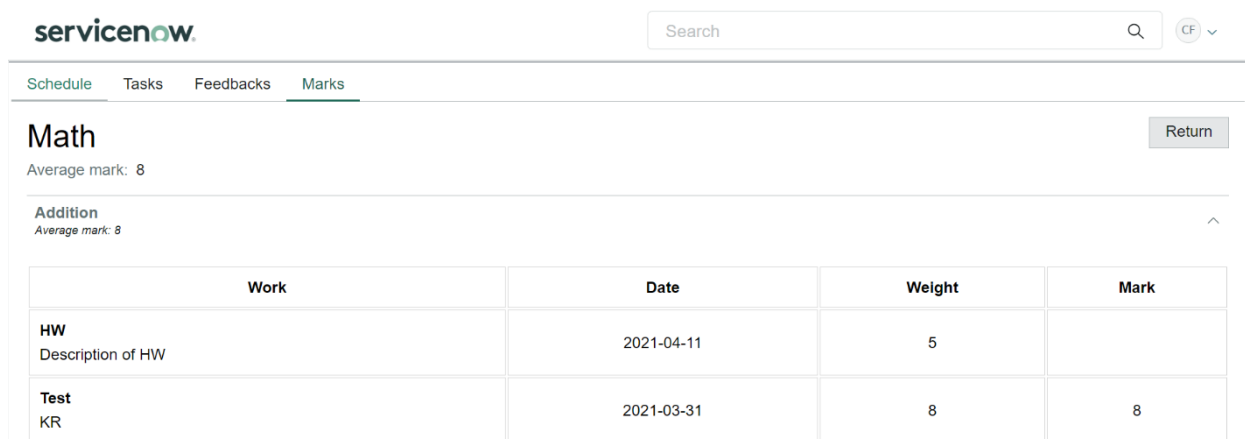 servicenow.
Search
CF
Schedule Tasks Feedbacks Marks
Math
Return
Average mark: 8
Addition
Average mark: 8
Work Date Weight Mark
HW
Description of HW
2021-04-11 5
Test
KR
2021-03-31 8 8